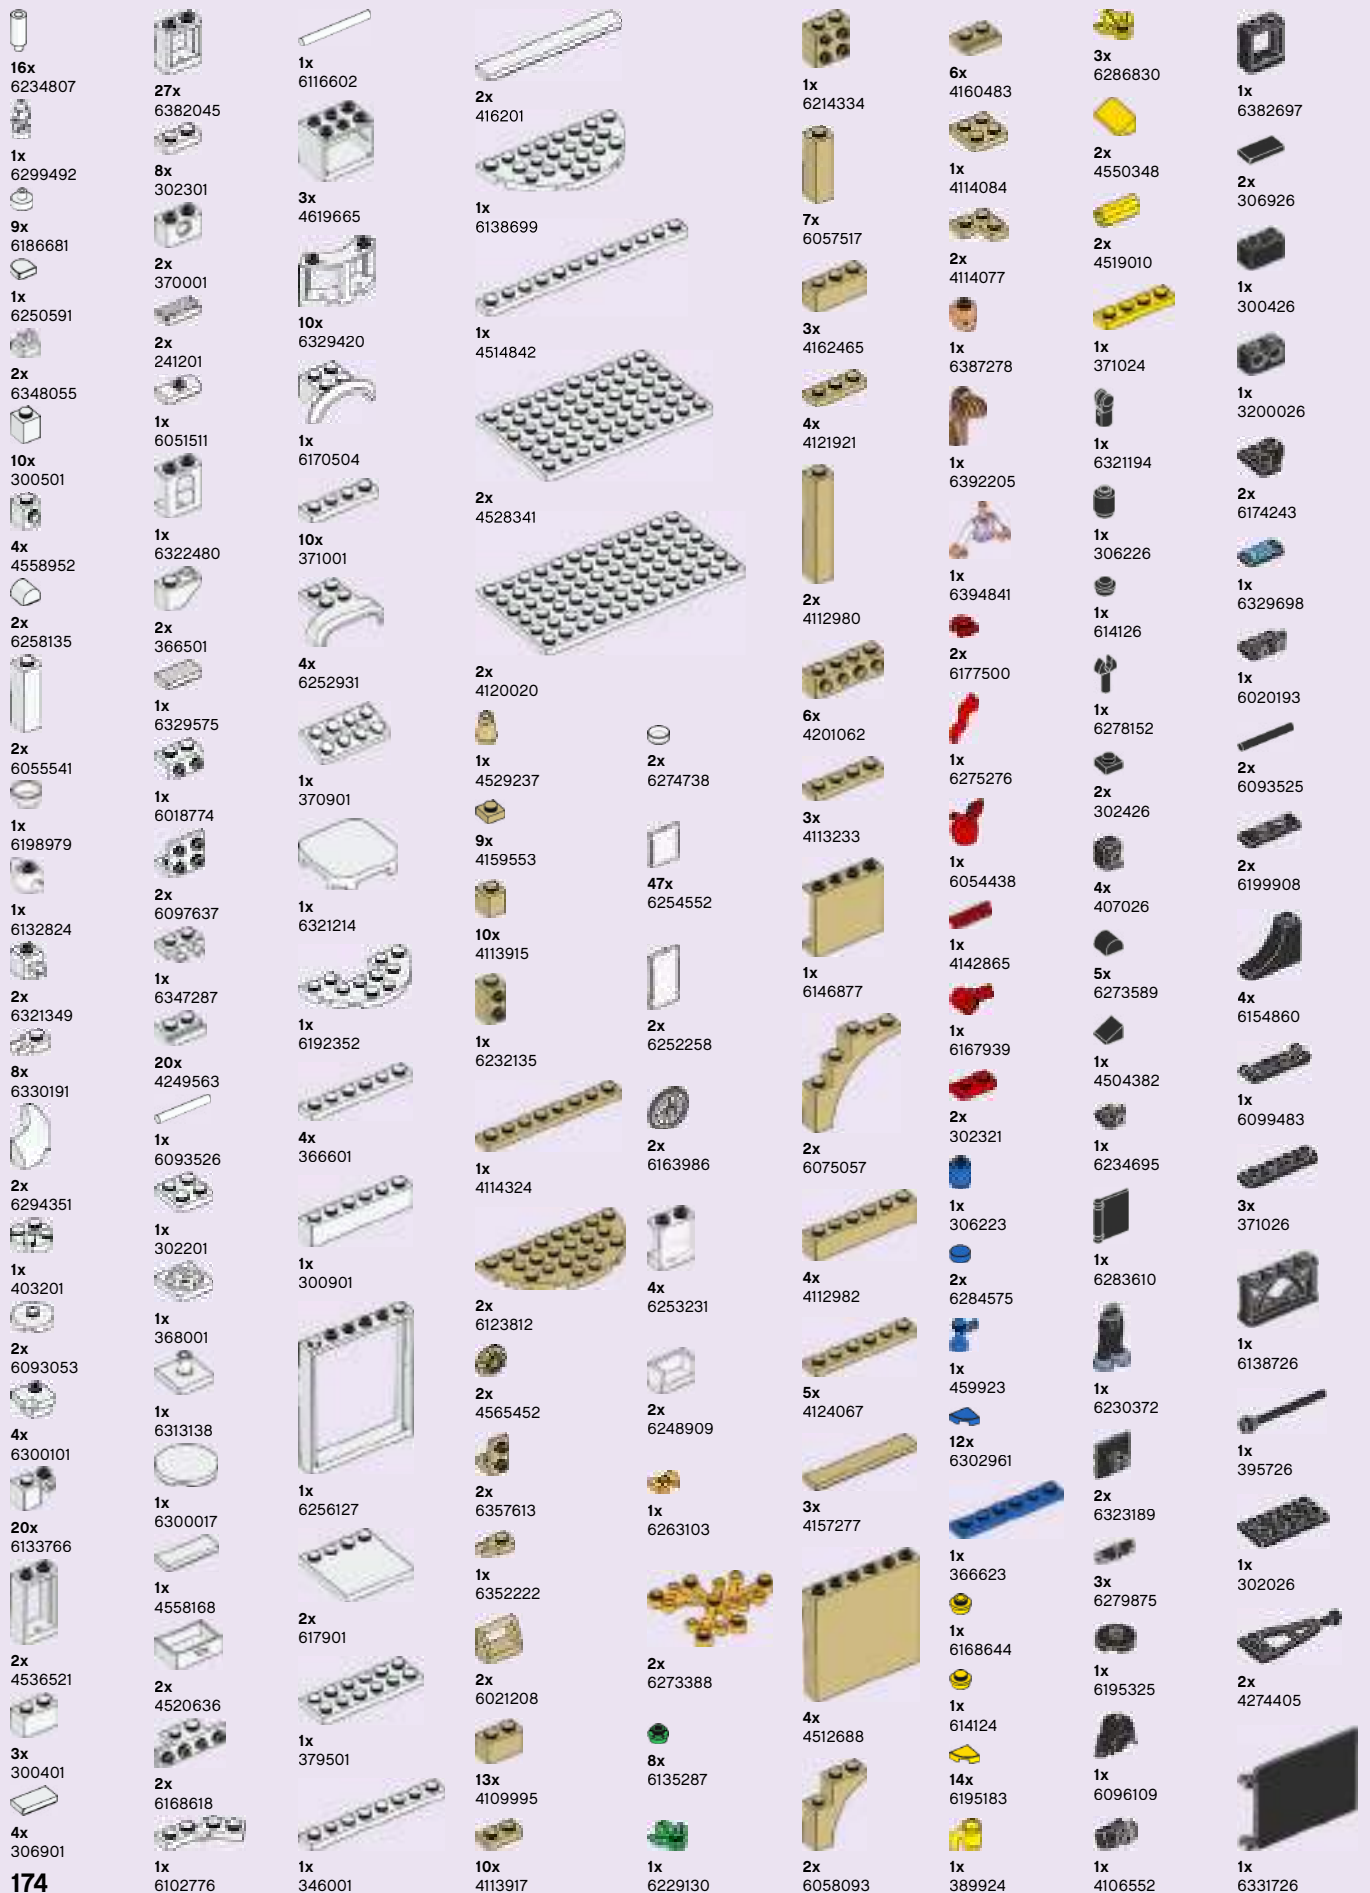 16x
6234807
1x
6299492
9x
6186681
1x
6250591
2x
6348055
10x
300501
4x
4558952
2x
6258135
2x
6055541
1x
6198979
1x
6132824
2x
6321349
8x
6330191
2x
6294351
1x
403201
2x
6093053
4x
6300101
20x
6133766
2x
4536521
3x
300401
4x
306901
174
27x
6382045
8x
302301
2x
370001
2x
241201
1x
6051511
1x
6322480
2x
366501
1x
6329575
1x
6018774
2x
6097637
1x
6347287
20x
4249563
1x
6093526
1x
302201
1x
368001
1x
6313138
1x
6300017
1x
4558168
2x
4520636
2x
6168618
1x
6102776
1x
6116602
3x
4619665
10x
6329420
1x
6170504
10x
371001
4x
6252931
1x
370901
1x
6321214
1x
6192352
4x
366601
1x
300901
1x
6256127
2x
617901
1x
379501
1x
346001
2x
416201
1x
6138699
1x
4514842
2x
4528341
2x
4120020
1x
4529237
9x
4159553
10x
4113915
1x
6232135
1x
4114324
2x
6123812
2x
4565452
2x
6357613
1x
6352222
2x
6021208
13x
4109995
10x
4113917
2x
6274738
47x
6254552
2x
6252258
2x
6163986
4x
6253231
2x
6248909
1x
6263103
2x
6273388
8x
6135287
1x
6229130
1x
6214334
7x
6057517
3x
4162465
4x
4121921
2x
4112980
6x
4201062
3x
4113233
1x
6146877
2x
6075057
4x
4112982
5x
4124067
3x
4157277
4x
4512688
2x
6058093
6x
4160483
1x
4114084
2x
4114077
1x
6387278
1x
6392205
1x
6394841
2x
6177500
1x
6275276
1x
6054438
1x
4142865
1x
6167939
2x
302321
1x
306223
2x
6284575
1x
459923
12x
6302961
1x
366623
1x
6168644
1x
614124
14x
6195183
1x
389924
3x
6286830
2x
4550348
2x
4519010
1x
371024
1x
6321194
1x
306226
1x
614126
1x
6278152
2x
302426
4x
407026
5x
6273589
1x
4504382
1x
6234695
1x
6283610
1x
6230372
2x
6323189
3x
6279875
1x
6195325
1x
6096109
1x
4106552
1x
6382697
2x
306926
1x
300426
1x
3200026
2x
6174243
1x
6329698
1x
6020193
2x
6093525
2x
6199908
4x
6154860
1x
6099483
3x
371026
1x
6138726
1x
395726
1x
302026
2x
4274405
1x
6331726